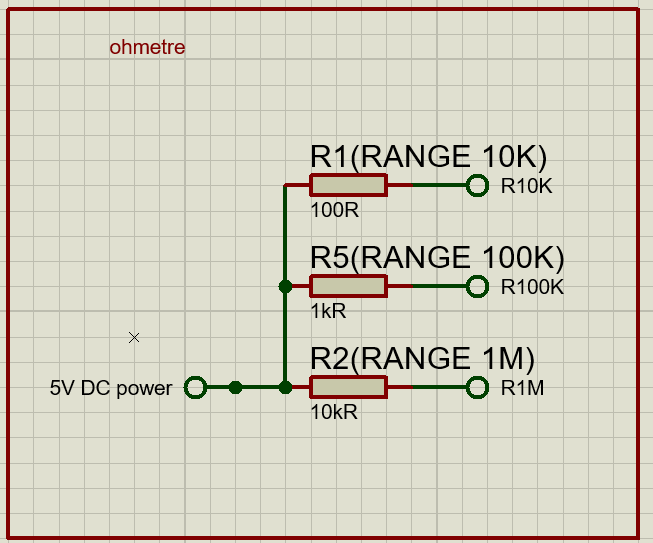 ohmetre
R1(RANGE 10K)
R10K
100R
R5(RANGE 100K)
R100K
1kR
R2(RANGE 1M)
5V DC power
R1M
10kR